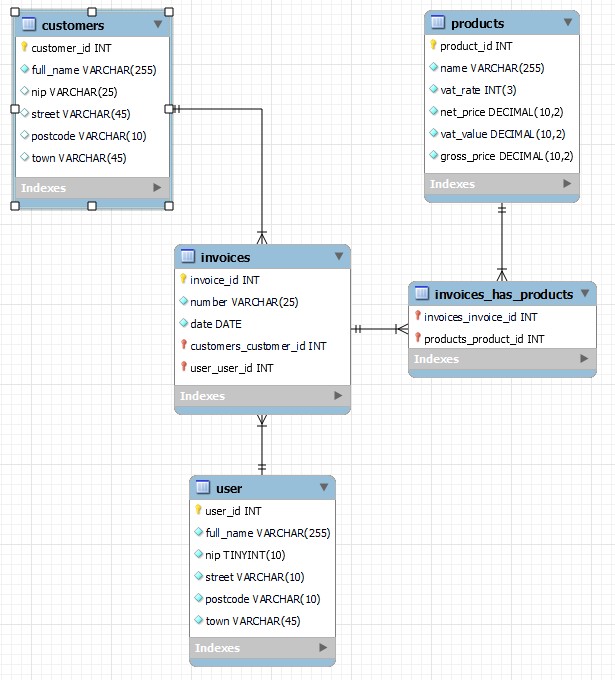 customers
customer_id INT
full_name VARCHAR(255)
nip VARCHAR(25)
street VARCHAR(45)
postcode VARCHAR(10)
town VARCHAR(45)
Indexes
products
product_id INT
name VARCHAR(255)
vat_rate INT(3)
net_price DECIMAL(10,2)
vat_value DECIMAL(10,2)
gross_price DECIMAL(10,2)
Indexes
invoices
invoice_id INT
number VARCHAR(25)
date DATE
customers_customer_id INT
user_user_id INT
Indexes
invoices_has_products
invoices_invoice_id INT
products_product_id INT
Indexes
user
user_id INT
full_name VARCHAR(255)
nip TINYINT(10)
street VARCHAR(10)
postcode VARCHAR(10)
town VARCHAR(45)
Indexes